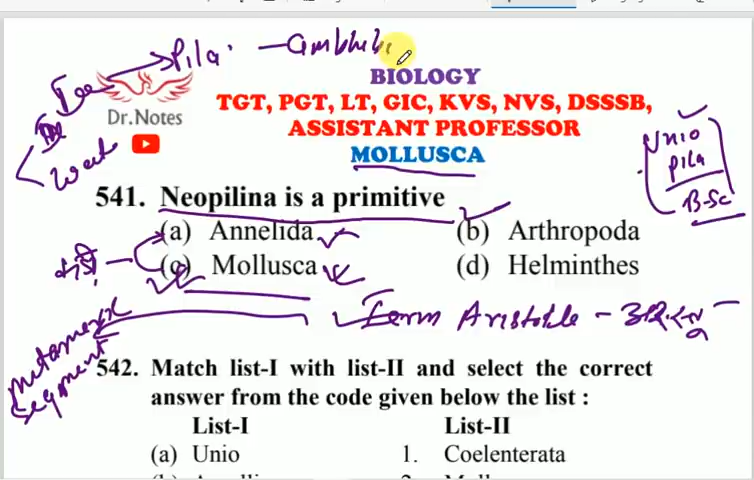 Pila
BIOLOGY
TGT, PGT, LT, GIC, KVS, NVS, DSSSB,
ASSISTANT PROFESSOR
Dr.Notes
MOLLUSCA
Unio
Pila
B.Sc
541. Neopilina is a primitive
(a) Annelida (b) Arthropoda
(c) Mollusca (d) Helminthes
Term Aristotle - अरस्तू
segment
542. Match list-I with list-II and select the correct
answer from the code given below the list :
List-I List-II
(a) Unio 1. Coelenterata